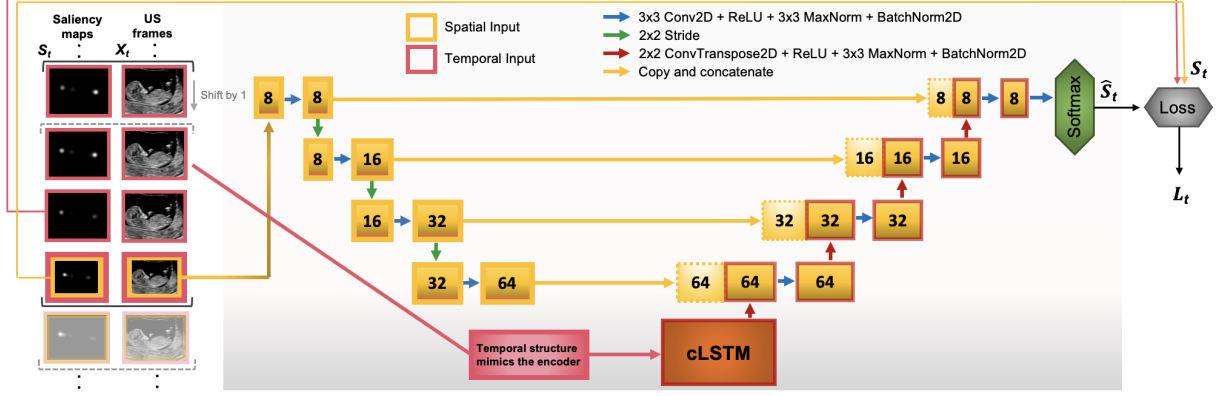 Saliency maps
US frames
S_t
X_t
Shift by 1
Spatial Input
Temporal Input
3x3 Conv2D + ReLU + 3x3 MaxNorm + BatchNorm2D
2x2 Stride
2x2 ConvTranspose2D + ReLU + 3x3 MaxNorm + BatchNorm2D
Copy and concatenate
8 8 8 8 8
8 16 16 16 16
16 32 32 32 32
32 64 64 64 64
Temporal structure
mimics the encoder
cLSTM
Softmax
Ŝ_t
S_t
Loss
L_t